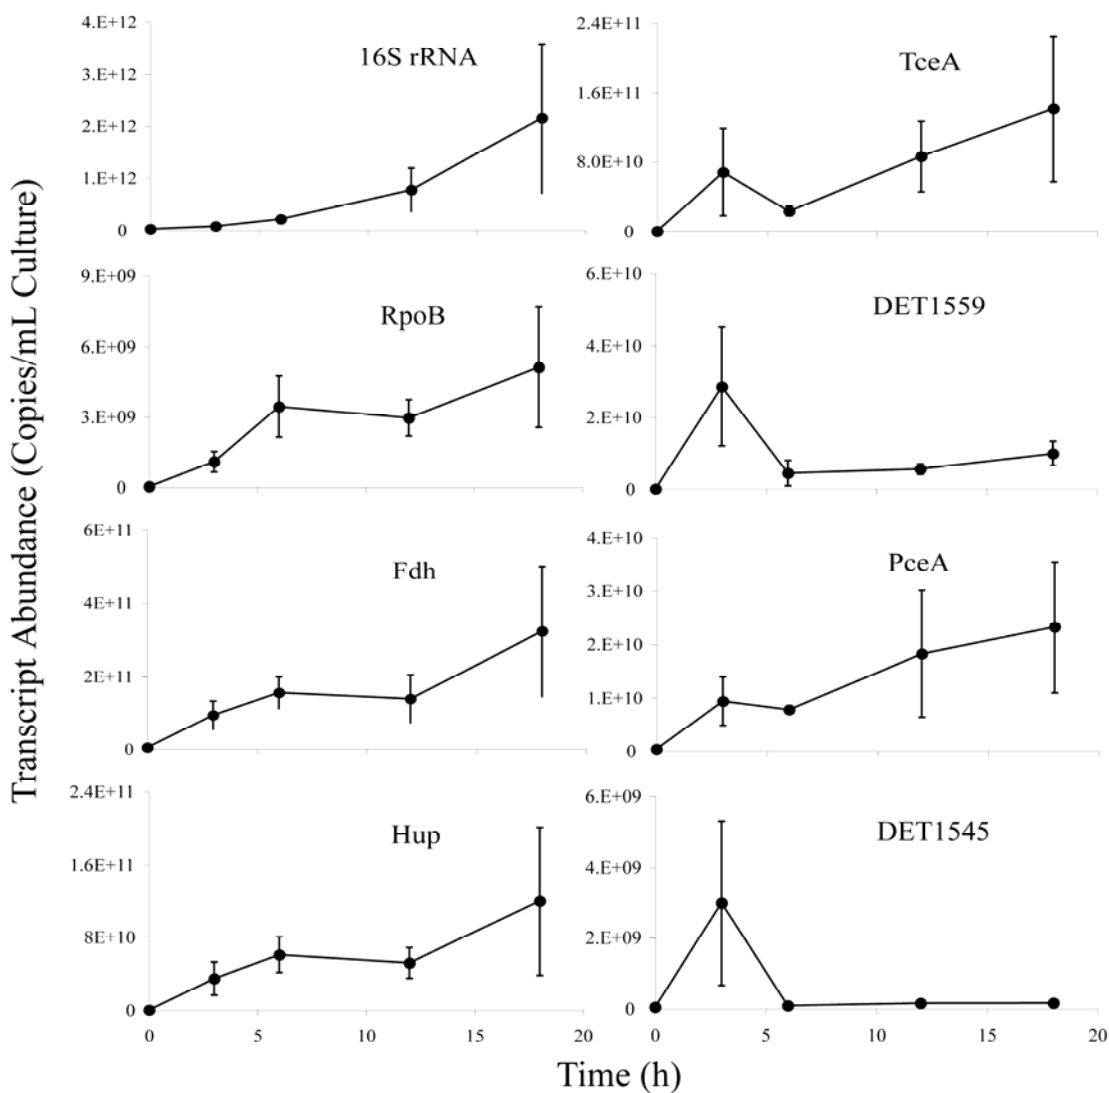 Transcript Abundance (Copies/mL Culture)
16S rRNA
4.E+12
3.E+12
2.E+12
1.E+12
0
TceA
2.4E+11
1.6E+11
8.0E+10
0
RpoB
9.E+09
6.E+09
3.E+09
0
DET1559
6.E+10
4.E+10
2.E+10
0
Fdh
6E+11
4E+11
2E+11
0
PceA
4.E+10
3.E+10
2.E+10
1.E+10
0
Hup
2.4E+11
1.6E+11
8E+10
0
0 5 10 15 20
DET1545
6.E+09
4.E+09
2.E+09
0
0 5 10 15 20
Time (h)